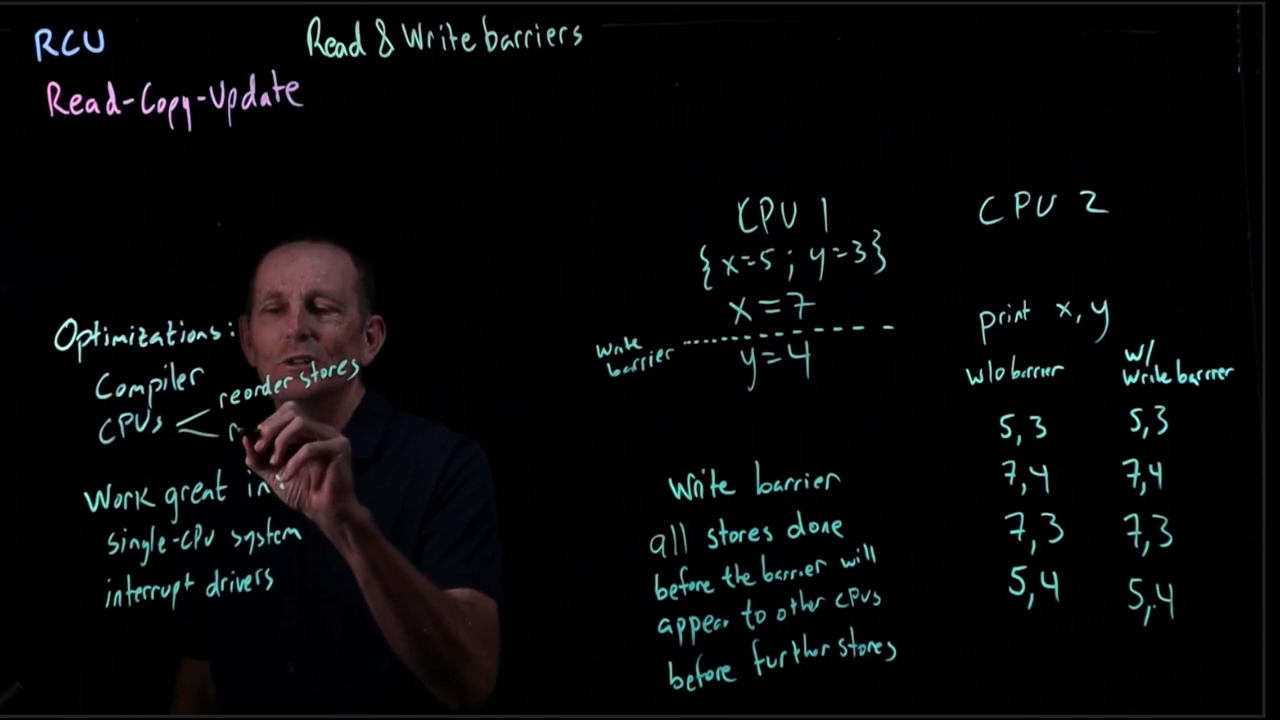 RCU
Read & Write barriers
Read-Copy-Update
Optimizations:
Compiler
CPUs
reorder stores
r
Work great in:
single-CPU system
interrupt drivers
CPU 1
{x=5; y=3}
x=7
write
barrier
y=4
Write barrier
all stores done
before the barrier will
appear to other CPUs
before further stores
CPU 2
print x, y
w/o barrier
w/
write barrier
5,3
5,3
7,4
7,4
7,3
7,3
5,4
5,4